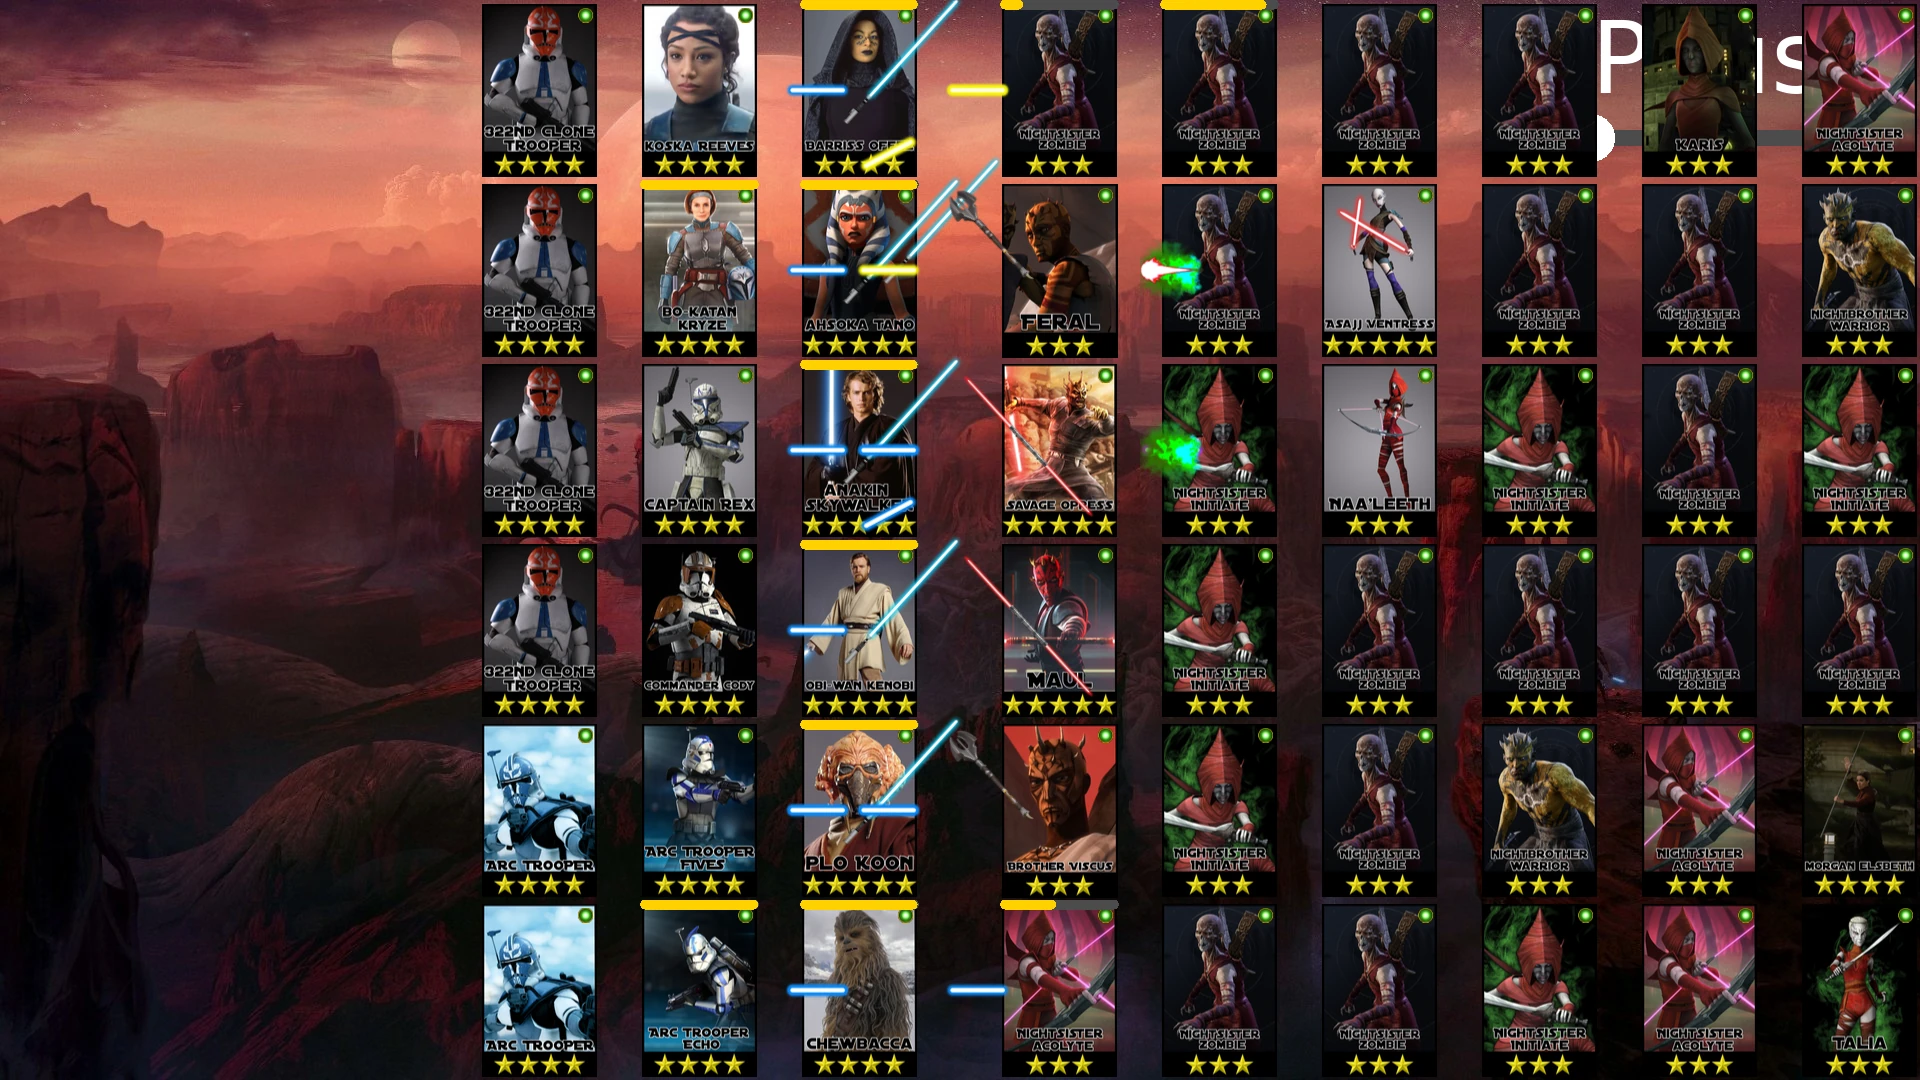 P us
322ND CLONE TROOPER
KOSKA REEVES
BARRISS OFFEE
NIGHTSISTER ZOMBIE
NIGHTSISTER ZOMBIE
NIGHTSISTER ZOMBIE
NIGHTSISTER ZOMBIE
KARIS
NIGHTSISTER ACOLYTE
322ND CLONE TROOPER
BO-KATAN KRYZE
AHSOKA TANO
FERAL
NIGHTSISTER ZOMBIE
ASAJJ VENTRESS
NIGHTSISTER ZOMBIE
NIGHTSISTER ZOMBIE
NIGHTBROTHER WARRIOR
322ND CLONE TROOPER
CAPTAIN REX
ANAKIN SKYWALKER
SAVAGE OPRESS
NIGHTSISTER INITIATE
NAA'LEETH
NIGHTSISTER INITIATE
NIGHTSISTER ZOMBIE
NIGHTSISTER INITIATE
322ND CLONE TROOPER
COMMANDER CODY
OBI-WAN KENOBI
MAUL
NIGHTSISTER INITIATE
NIGHTSISTER ZOMBIE
NIGHTSISTER ZOMBIE
NIGHTSISTER ZOMBIE
NIGHTSISTER ZOMBIE
ARC TROOPER
ARC TROOPER FIVES
PLO KOON
BROTHER VISCUS
NIGHTSISTER INITIATE
NIGHTSISTER ZOMBIE
NIGHTBROTHER WARRIOR
NIGHTSISTER ACOLYTE
MORGAN ELSBETH
ARC TROOPER
ARC TROOPER ECHO
CHEWBACCA
NIGHTSISTER ACOLYTE
NIGHTSISTER ZOMBIE
NIGHTSISTER ZOMBIE
NIGHTSISTER INITIATE
NIGHTSISTER ACOLYTE
TALIA